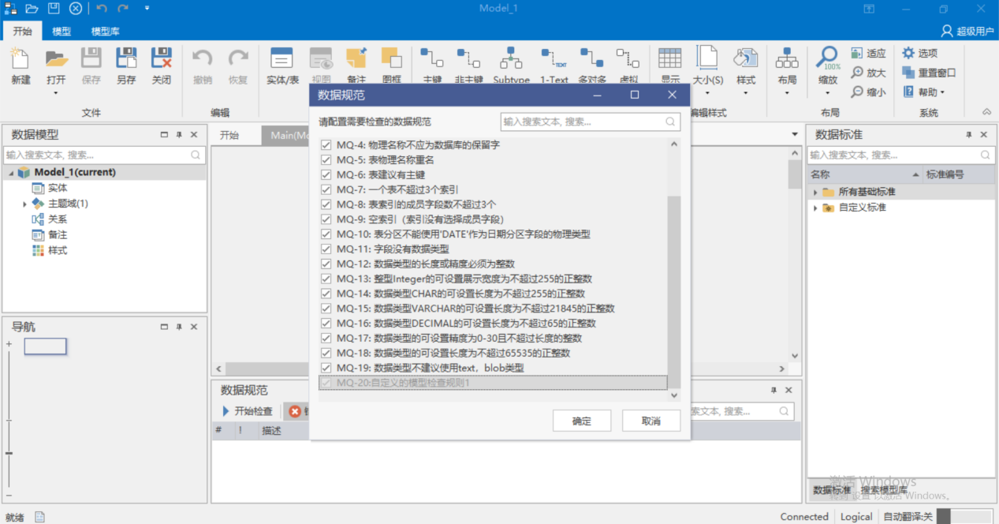 Model_1
开始 模型 模型库
超级用户
新建 打开 保存 另存 关闭 撤销 恢复 实体/表 视图 备注 图框 主键 非主键 Subtype 1-Text 多对多 虚拟 显示 大小(S) 样式 布局 缩放
TEXT
100%
适应 选项
放大 重置窗口
缩小 帮助
文件 编辑 编辑样式 布局 系统
数据模型
输入搜索文本, 搜索...
Model_1(current)
实体
主题域(1)
关系
备注
样式
导航
开始 Main(Mo
数据规范
请配置需要检查的数据规范 输入搜索文本, 搜索...
MQ-4: 物理名称不应为数据库的保留字
MQ-5: 表物理名称重名
MQ-6: 表建议有主键
MQ-7: 一个表不超过3个索引
MQ-8: 表索引的成员字段数不超过3个
MQ-9: 空索引（索引没有选择成员字段）
MQ-10: 表分区不能使用'DATE'作为日期分区字段的物理类型
MQ-11: 字段没有数据类型
MQ-12: 数据类型的长度或精度必须为整数
MQ-13: 整型Integer的可设置展示宽度为不超过255的正整数
MQ-14: 数据类型CHAR的可设置长度为不超过255的正整数
MQ-15: 数据类型VARCHAR的可设置长度为不超过21845的正整数
MQ-16: 数据类型DECIMAL的可设置长度为不超过65的正整数
MQ-17: 数据类型的可设置精度为0-30且不超过长度的整数
MQ-18: 数据类型的可设置长度为不超过65535的正整数
MQ-19: 数据类型不建议使用text，blob类型
MQ-20:自定义的模型检查规则1
确定 取消
数据规范
开始检查 索文本, 搜索...
# ! 描述
数据标准
输入搜索文本, 搜索...
名称 标准编号
所有基础标准
自定义标准
激活 Windows
转到"设置"以激活 Windows。
数据标准 搜索模型库
就绪 Connected Logical 自动翻译:关